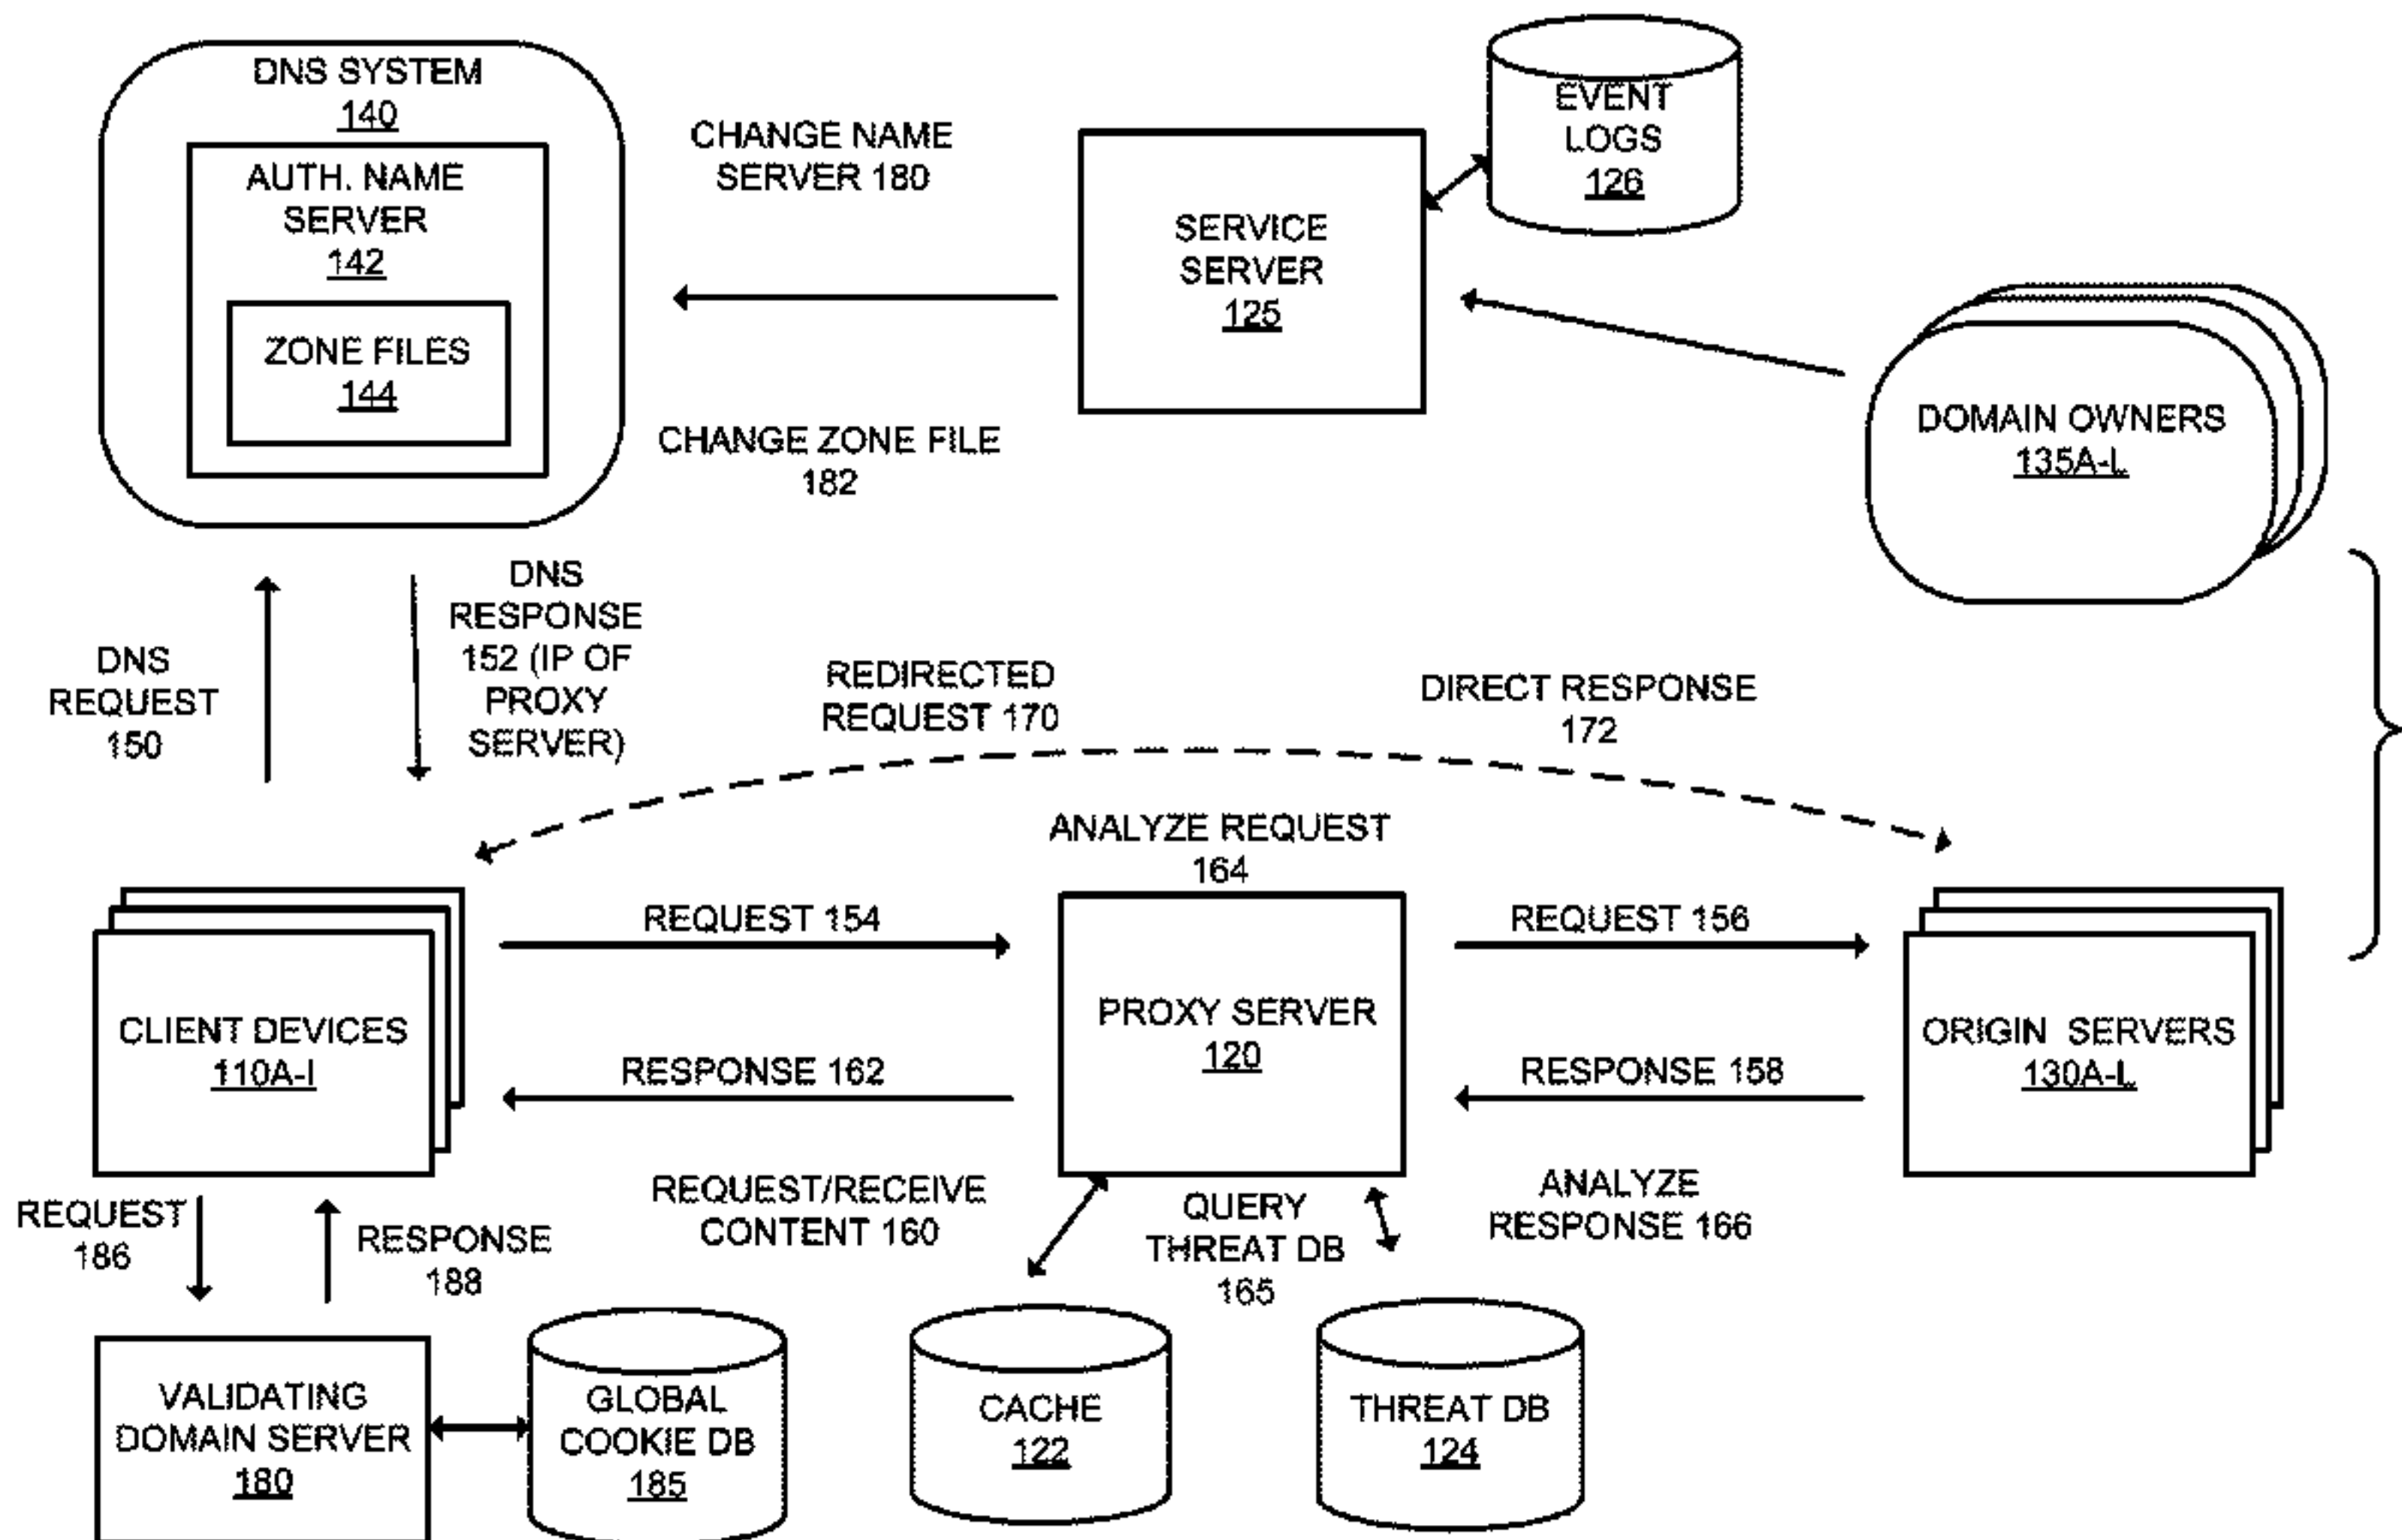 DNS SYSTEM
140
AUTH. NAME
SERVER
142
ZONE FILES
144
CHANGE NAME
SERVER 180
CHANGE ZONE FILE
182
SERVICE
SERVER
125
EVENT
LOGS
126
DOMAIN OWNERS
135A-L
DNS
REQUEST
150
DNS
RESPONSE
152 (IP OF
PROXY
SERVER)
REDIRECTED
REQUEST 170
DIRECT RESPONSE
172
ANALYZE REQUEST
164
CLIENT DEVICES
110A-I
REQUEST 154
RESPONSE 162
PROXY SERVER
120
REQUEST 156
RESPONSE 158
ORIGIN SERVERS
130A-L
REQUEST
186
RESPONSE
188
REQUEST/RECEIVE
CONTENT 160
QUERY
THREAT DB
165
ANALYZE
RESPONSE 166
VALIDATING
DOMAIN SERVER
180
GLOBAL
COOKIE DB
185
CACHE
122
THREAT DB
124